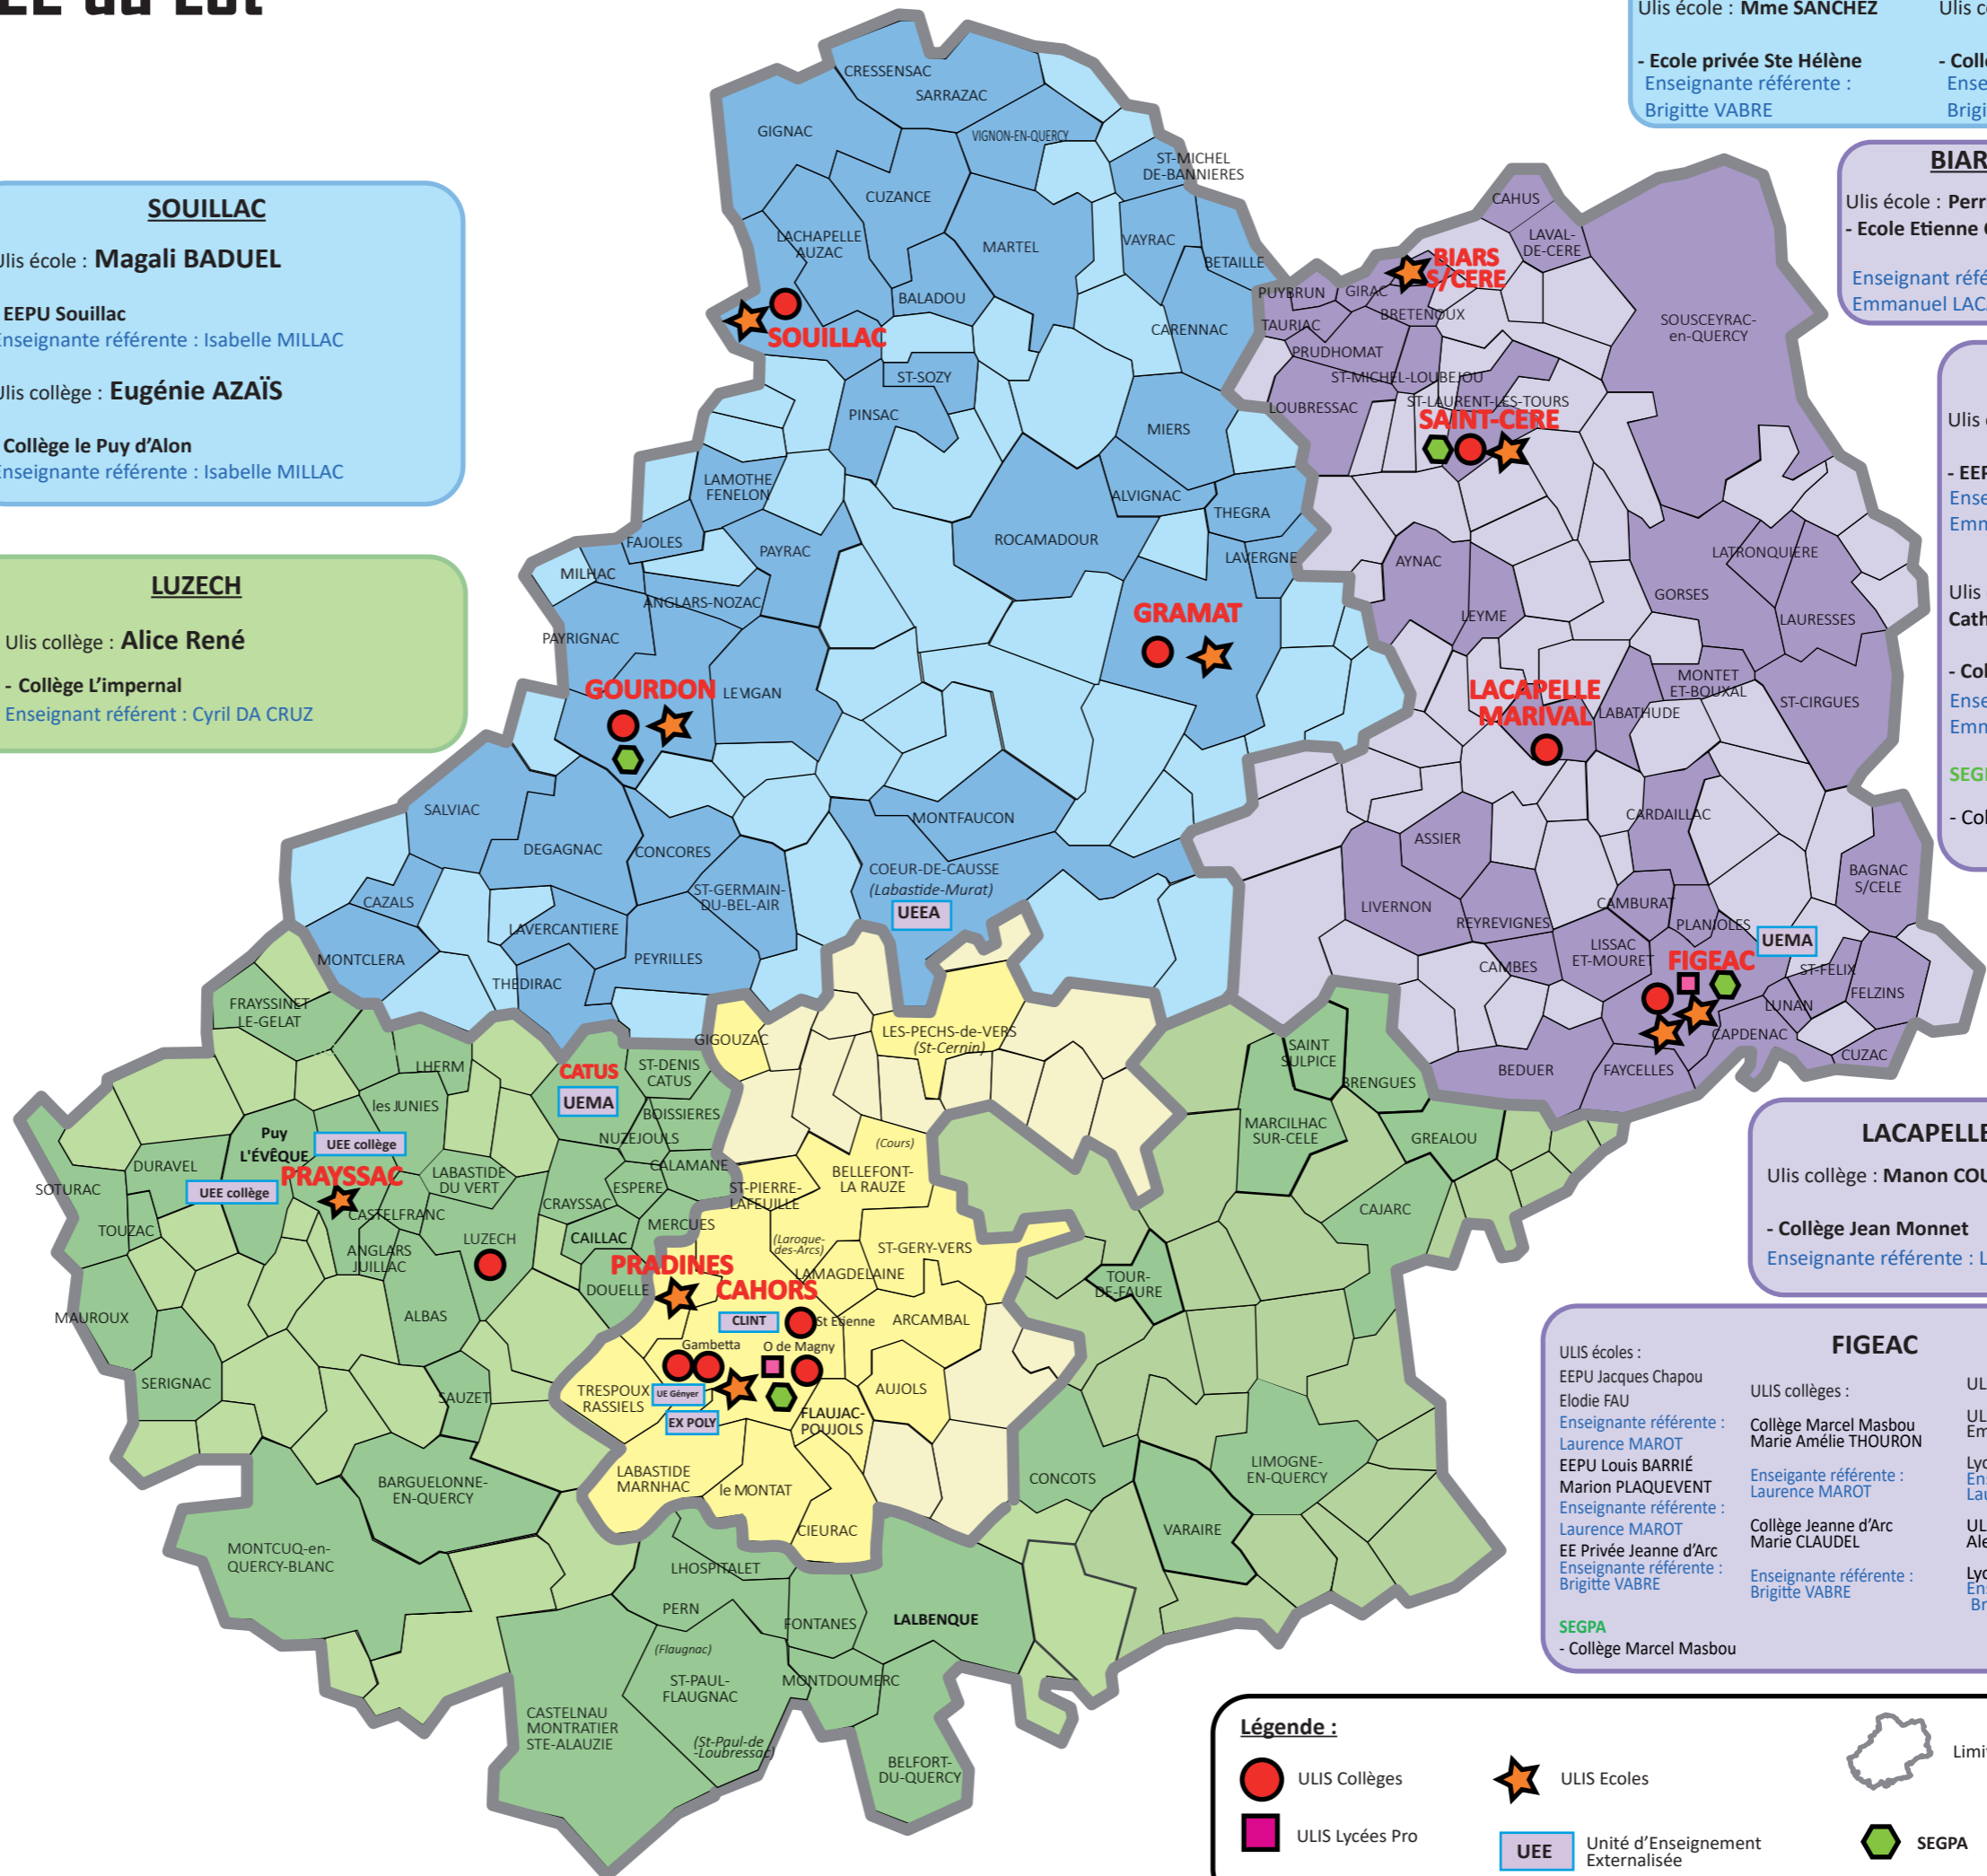 SOUILLAC
Ulis école : Magali BADUEL
EEPU Souillac
Enseignante référente : Isabelle MILLAC
Ulis collège : Eugénie AZAÏS
Collège le Puy d'Alon
Enseignante référente : Isabelle MILLAC
LUZECH
Ulis collège : Alice René
- Collège L'impernal
Enseignant référent : Cyril DA CRUZ
Ulis école : Mme SANCHEZ
- Ecole privée Ste Hélène
Enseignante référente :
Brigitte VABRE
Ulis école :
- Ecole Etienne
CRESSENSAC
SARRAZAC
GIGNAC
VIGNON-EN-QUERCY
ST-MICHEL
DE-BANNIERES
CUZANCE
LACHAPELLE
AUZAC
MARTEL
VAYRAC
BETAILLE
BALADOU
CARENNAC
SOUILLAC
ST-SOZY
PINSAC
MIERS
LAMOTHE
FENELON
ALVIGNAC
THEGRA
ROCAMADOUR
LAVERGNE
FAJOLES
PAYRAC
MILHAC
ANGLARS-NOZAC
PAYRIGNAC
GRAMAT
GOURDON
LEVIGAN
SALVIAC
MONTFAUCON
DEGAGNAC
CONCORES
COEUR-DE-CAUSSE
(Labastide-Murat)
UEEA
ST-GERMAIN-
DU-BEL-AIR
CAZALS
LAVERCANTIERE
MONTCLERA
PEYRILLES
THEDIRAC
CAHUS
LAVAL-
DE-CERE
BIARS
S/CERE
PUYBRUN
GIRAC
BRETENOUX
TAURIAC
SOUSCEYRAC-
en-QUERCY
PRUDHOMAT
ST-MICHEL-LOUBEJOU
LOUBRESSAC
ST-LAURENT-LES-TOURS
SAINT-CERE
AYNAC
LATRONQUIERE
GORSES
LEYME
LAURESSES
MONTET
ET-BOUXAL
LACAPELLE
MARIVAL
LABATHUDE
ST-CIRGUES
CARDAILLAC
ASSIER
BAGNAC
S/CELE
LIVERNON
CAMBURAT
REYREVIGNES
PLANIOLES
UEMA
LISSAC
ET-MOURET
FIGEAC
CAMBES
ST-FELIX
FELZINS
LUNAN
CAPDENAC
CUZAC
BEDUER
FAYCELLES
FRAYSSINET
LE-GELAT
GIGOUZAC
LES-PECHS-de-VERS
(St-Cernin)
SAINT
SULPICE
BRENGUES
LHERM
CATUS
UEMA
ST-DENIS
CATUS
les JUNIES
BOISSIERES
MARCILHAC
SUR-CELE
GREALOU
Puy
L'ÉVÊQUE
UEE collège
NUZEJOULS
(Cours)
DURAVEL
PRAYSSAC
LABASTIDE
DU VERT
CALAMANE
BELLEFONT-
LA RAUZE
SOTURAC
UEE collège
ESPERE
ST-PIERRE-
LAFEUILLE
CRAYSSAC
CAJARC
TOUZAC
CASTELFRANC
MERCUES
CAILLAC
LUZECH
ANGLARS
JUILLAC
(Laroque-
des-Arcs)
ST-GERY-VERS
PRADINES
LAMAGDELAINE
DOUELLE
CAHORS
TOUR-
DE-FAURE
MAUROUX
ALBAS
CLINT
St Etienne
ARCAMBAL
Gambetta
O de Magny
SERIGNAC
SAUZET
TRESPOUX
RASSIELS
UE Gényer
AUJOLS
EX POLY
FLAUJAC-
POUJOLS
BARGUELONNE-
EN-QUERCY
LABASTIDE
MARNHAC
le MONTAT
CONCOTS
LIMOGNE-
EN-QUERCY
CIEURAC
VARAIRE
MONTCUQ-en-
QUERCY-BLANC
LHOSPITALET
PERN
FONTANES
LALBENQUE
(Flaugnac)
ST-PAUL-
FLAUGNAC
MONTDOUMERC
CASTELNAU
MONTRATIER
STE-ALAUZIE
(St-Paul-de
-Loubressac)
BELFORT-
DU-QUERCY
LACAPELLE
Ulis collège : Manon
- Collège Jean Monnet
Enseignante référente :
FIGEAC
ULIS écoles :
EEPU Jacques Chapou
Elodie FAU
Enseignante référente :
Laurence MAROT
EEPU Louis BARRIÉ
Marion PLAQUEVENT
Enseignante référente :
Laurence MAROT
EE Privée Jeanne d'Arc
Enseignante référente :
Brigitte VABRE
SEGPA
- Collège Marcel Masbou
ULIS collèges :
Collège Marcel Masbou
Marie Amélie THOURON
Enseigante référente :
Laurence MAROT
Collège Jeanne d'Arc
Marie CLAUDEL
Enseignante référente :
Brigitte VABRE
Légende :
ULIS Collèges
ULIS Ecoles
ULIS Lycées Pro
UEE
Unité d'Enseignement
Externalisée
SEGPA